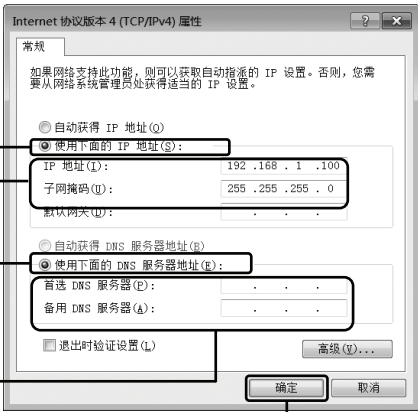 Internet 协议版本 4 (TCP/IPv4) 属性
常规
如果网络支持此功能，则可以获取自动指派的 IP 设置。否则，您需
要从网络系统管理员处获得适当的 IP 设置。
自动获得 IP 地址(O)
使用下面的 IP 地址(S):
IP 地址(I): 192 .168 . 1 .100
子网掩码(U): 255 .255 .255 . 0
默认网关(D): . . .
自动获得 DNS 服务器地址(B)
使用下面的 DNS 服务器地址(E):
首选 DNS 服务器(P): . . .
备用 DNS 服务器(A): . . .
退出时验证设置(L)
高级(V)...
确定 取消